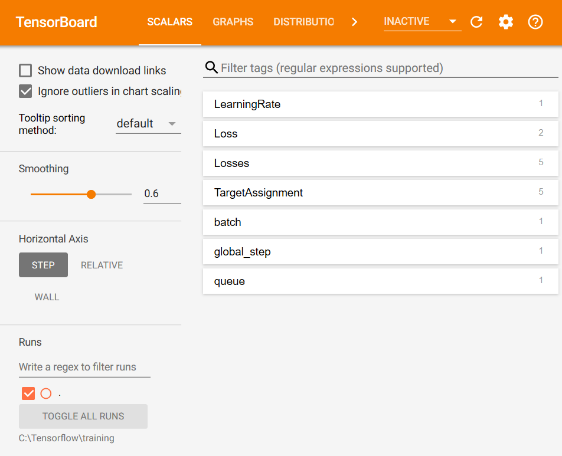 TensorBoard SCALARS GRAPHS DISTRIBUTIC INACTIVE
Show data download links
Ignore outliers in chart scaling
Tooltip sorting
method: default
Smoothing
0.6
Horizontal Axis
STEP RELATIVE
WALL
Runs
Write a regex to filter runs
.
TOGGLE ALL RUNS
C:\Tensorflow\training
Filter tags (regular expressions supported)
LearningRate 1
Loss 2
Losses 5
TargetAssignment 5
batch 1
global_step 1
queue 1